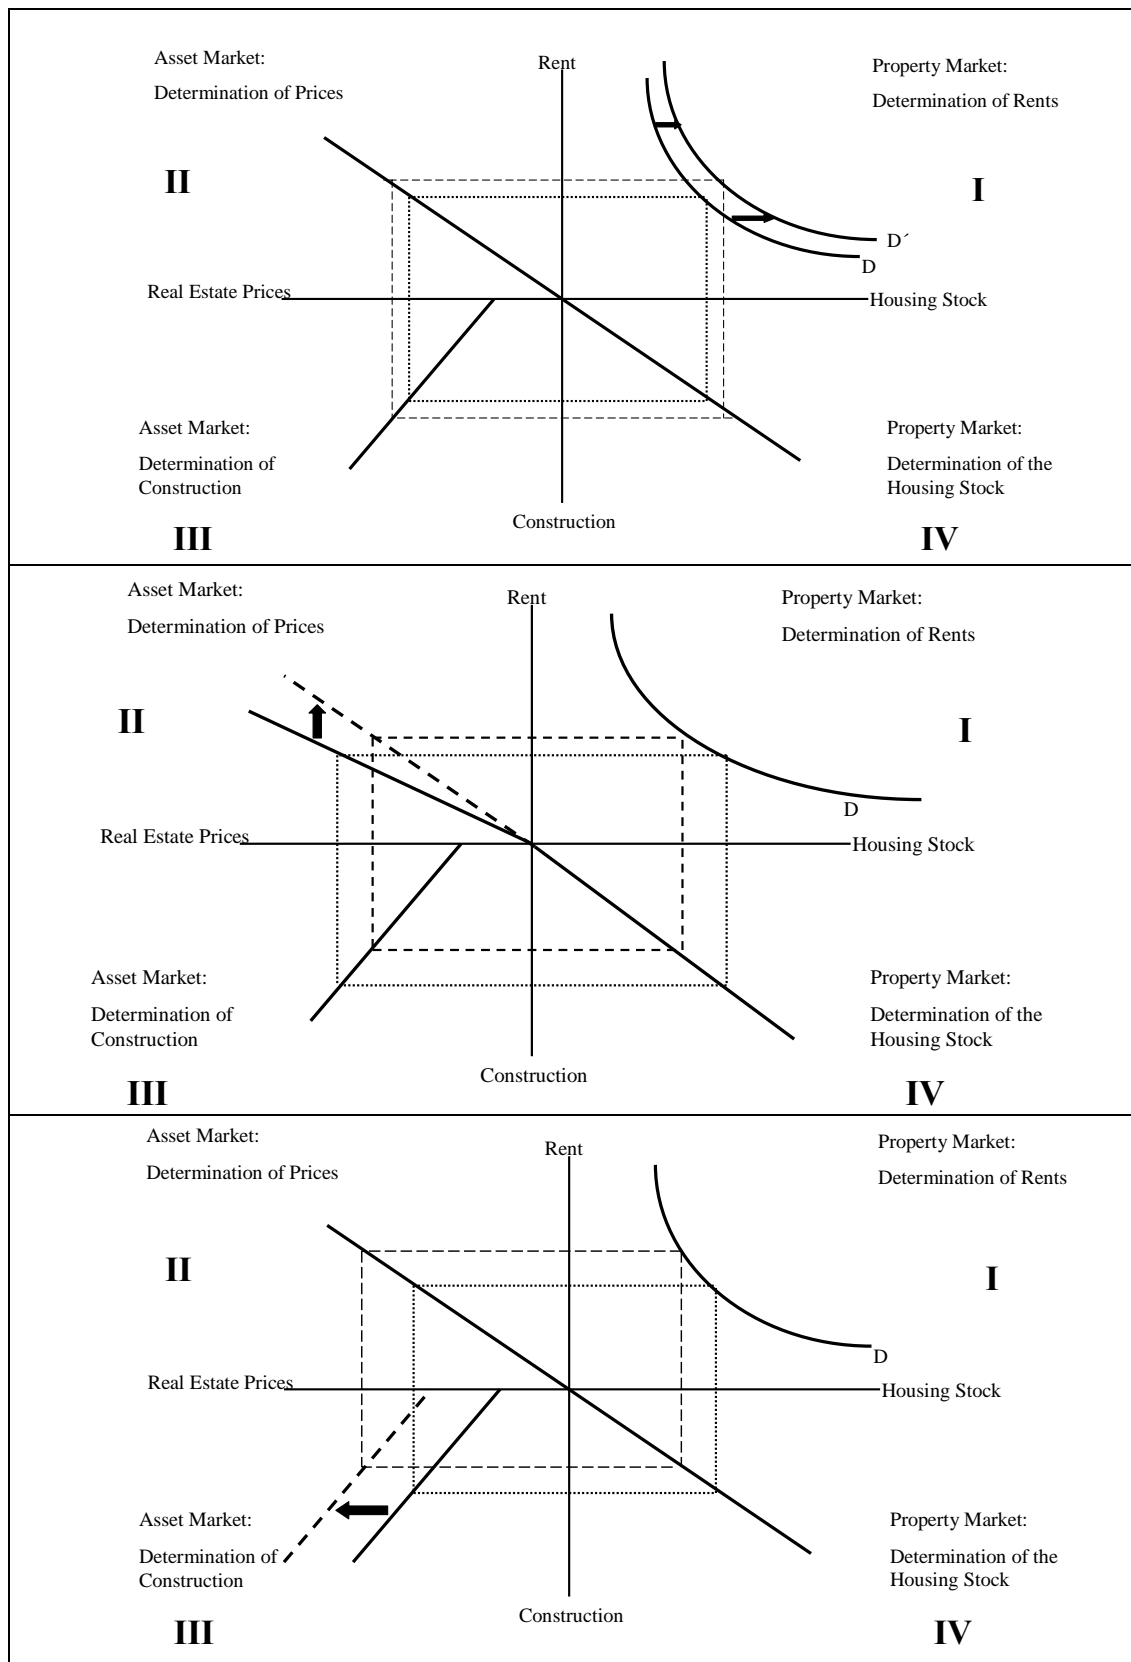 Asset Market:
Determination of Prices
Rent
Property Market:
Determination of Rents
II
I
D´
D
Real Estate Prices
Housing Stock
Asset Market:
Determination of
Construction
Property Market:
Determination of the
Housing Stock
Construction
III
IV
Asset Market:
Determination of Prices
Rent
Property Market:
Determination of Rents
II
I
D
Real Estate Prices
Housing Stock
Asset Market:
Determination of
Construction
Property Market:
Determination of the
Housing Stock
Construction
III
IV
Asset Market:
Determination of Prices
Rent
Property Market:
Determination of Rents
II
I
D
Real Estate Prices
Housing Stock
Asset Market:
Determination of
Construction
Property Market:
Determination of the
Housing Stock
Construction
III
IV